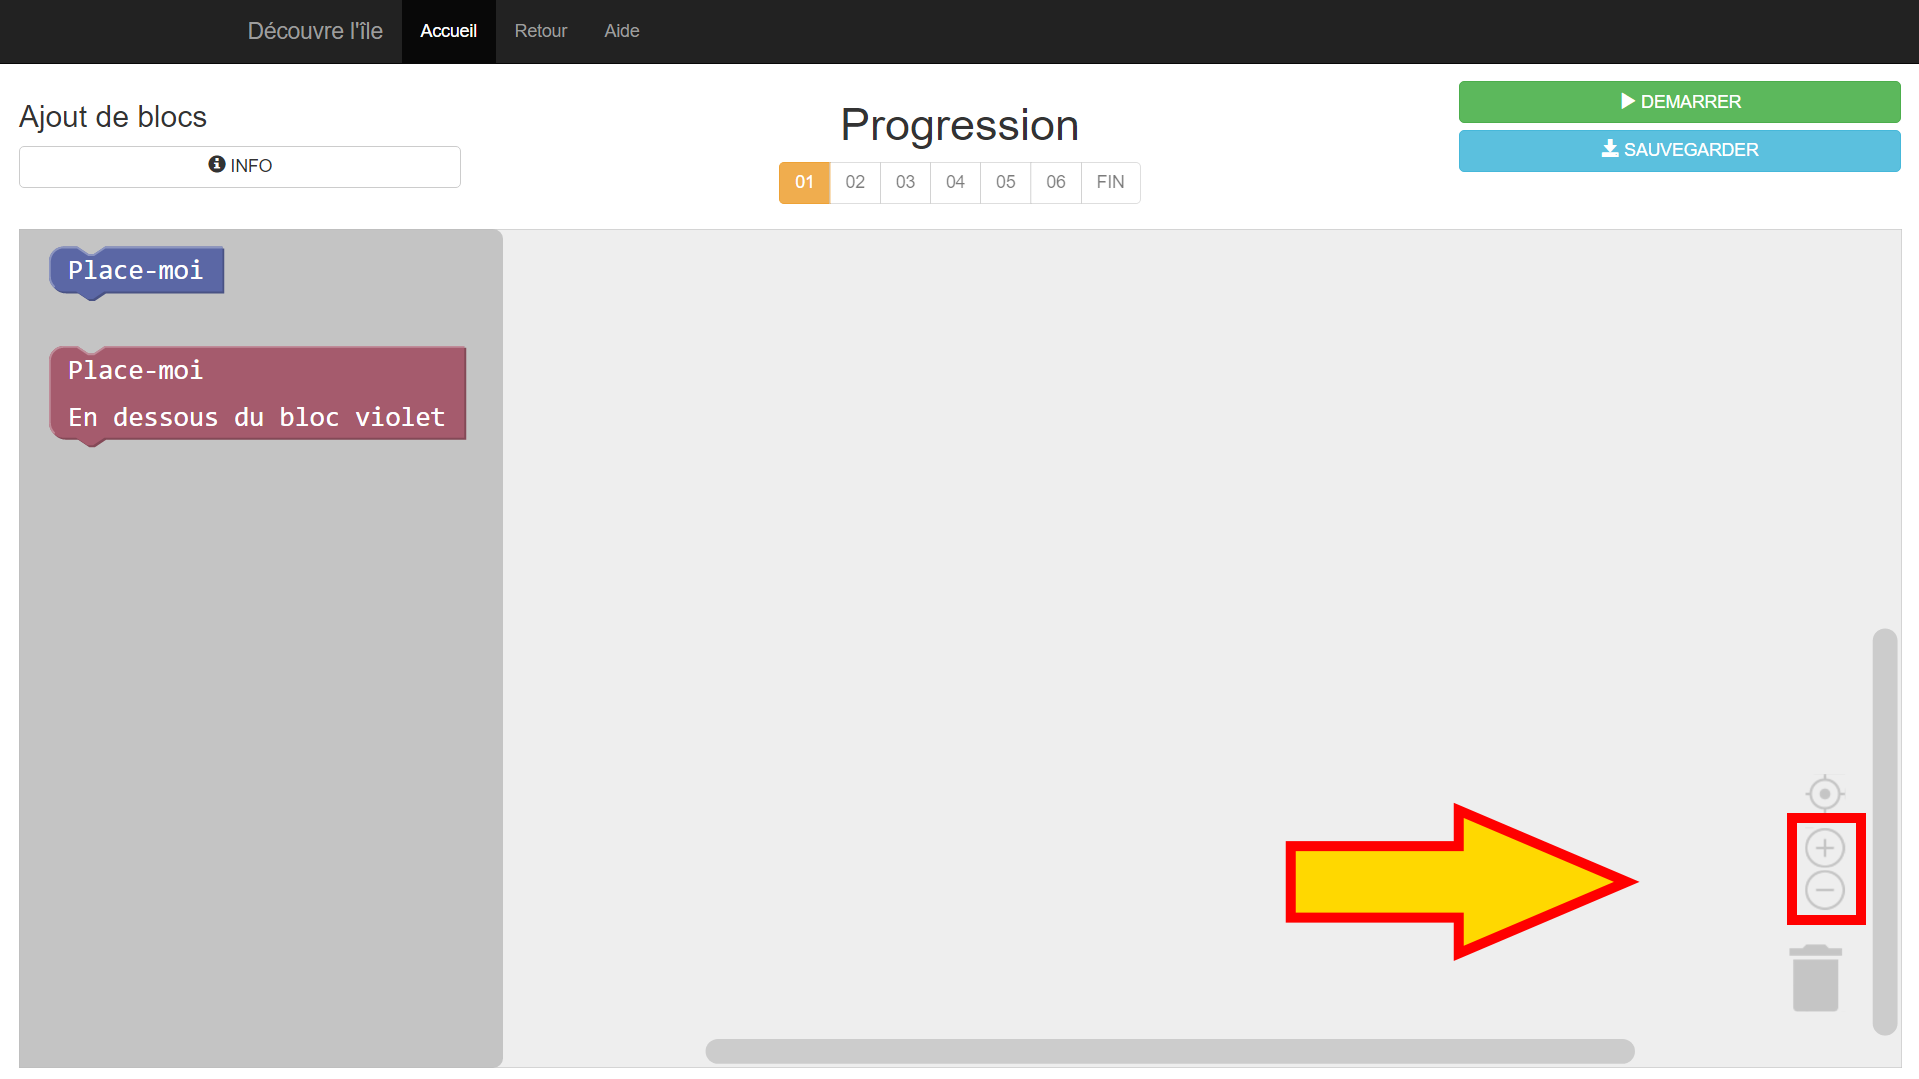 Découvre l'île Accueil Retour Aide
Ajout de blocs
INFO
Progression
01 02 03 04 05 06 FIN
DEMARRER
SAUVEGARDER
Place-moi
Place-moi
En dessous du bloc violet